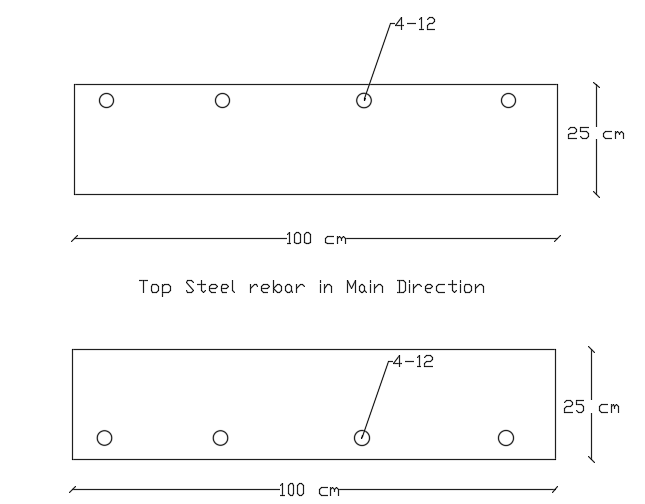 4-12
25 cm
100 cm
Top Steel rebar in Main Direction
4-12
25 cm
100 cm